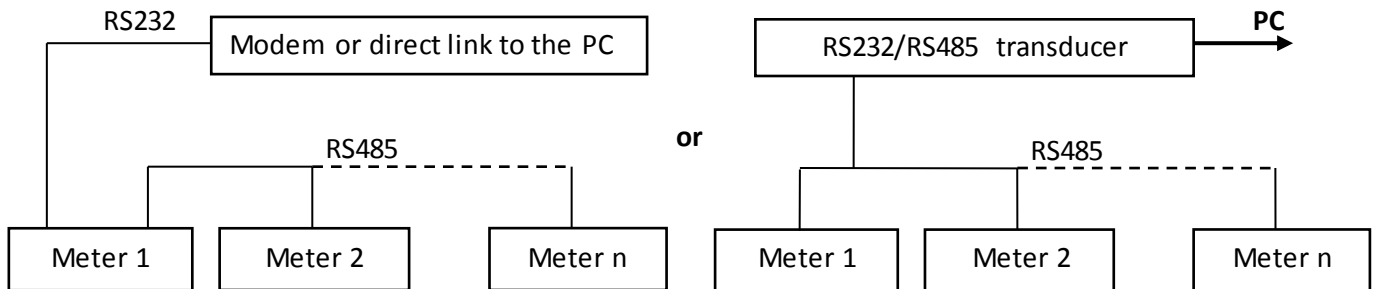 RS232
Modem or direct link to the PC
RS485
Meter 1
Meter 2
Meter n
or
PC
RS232/RS485 transducer
RS485
Meter 1
Meter 2
Meter n